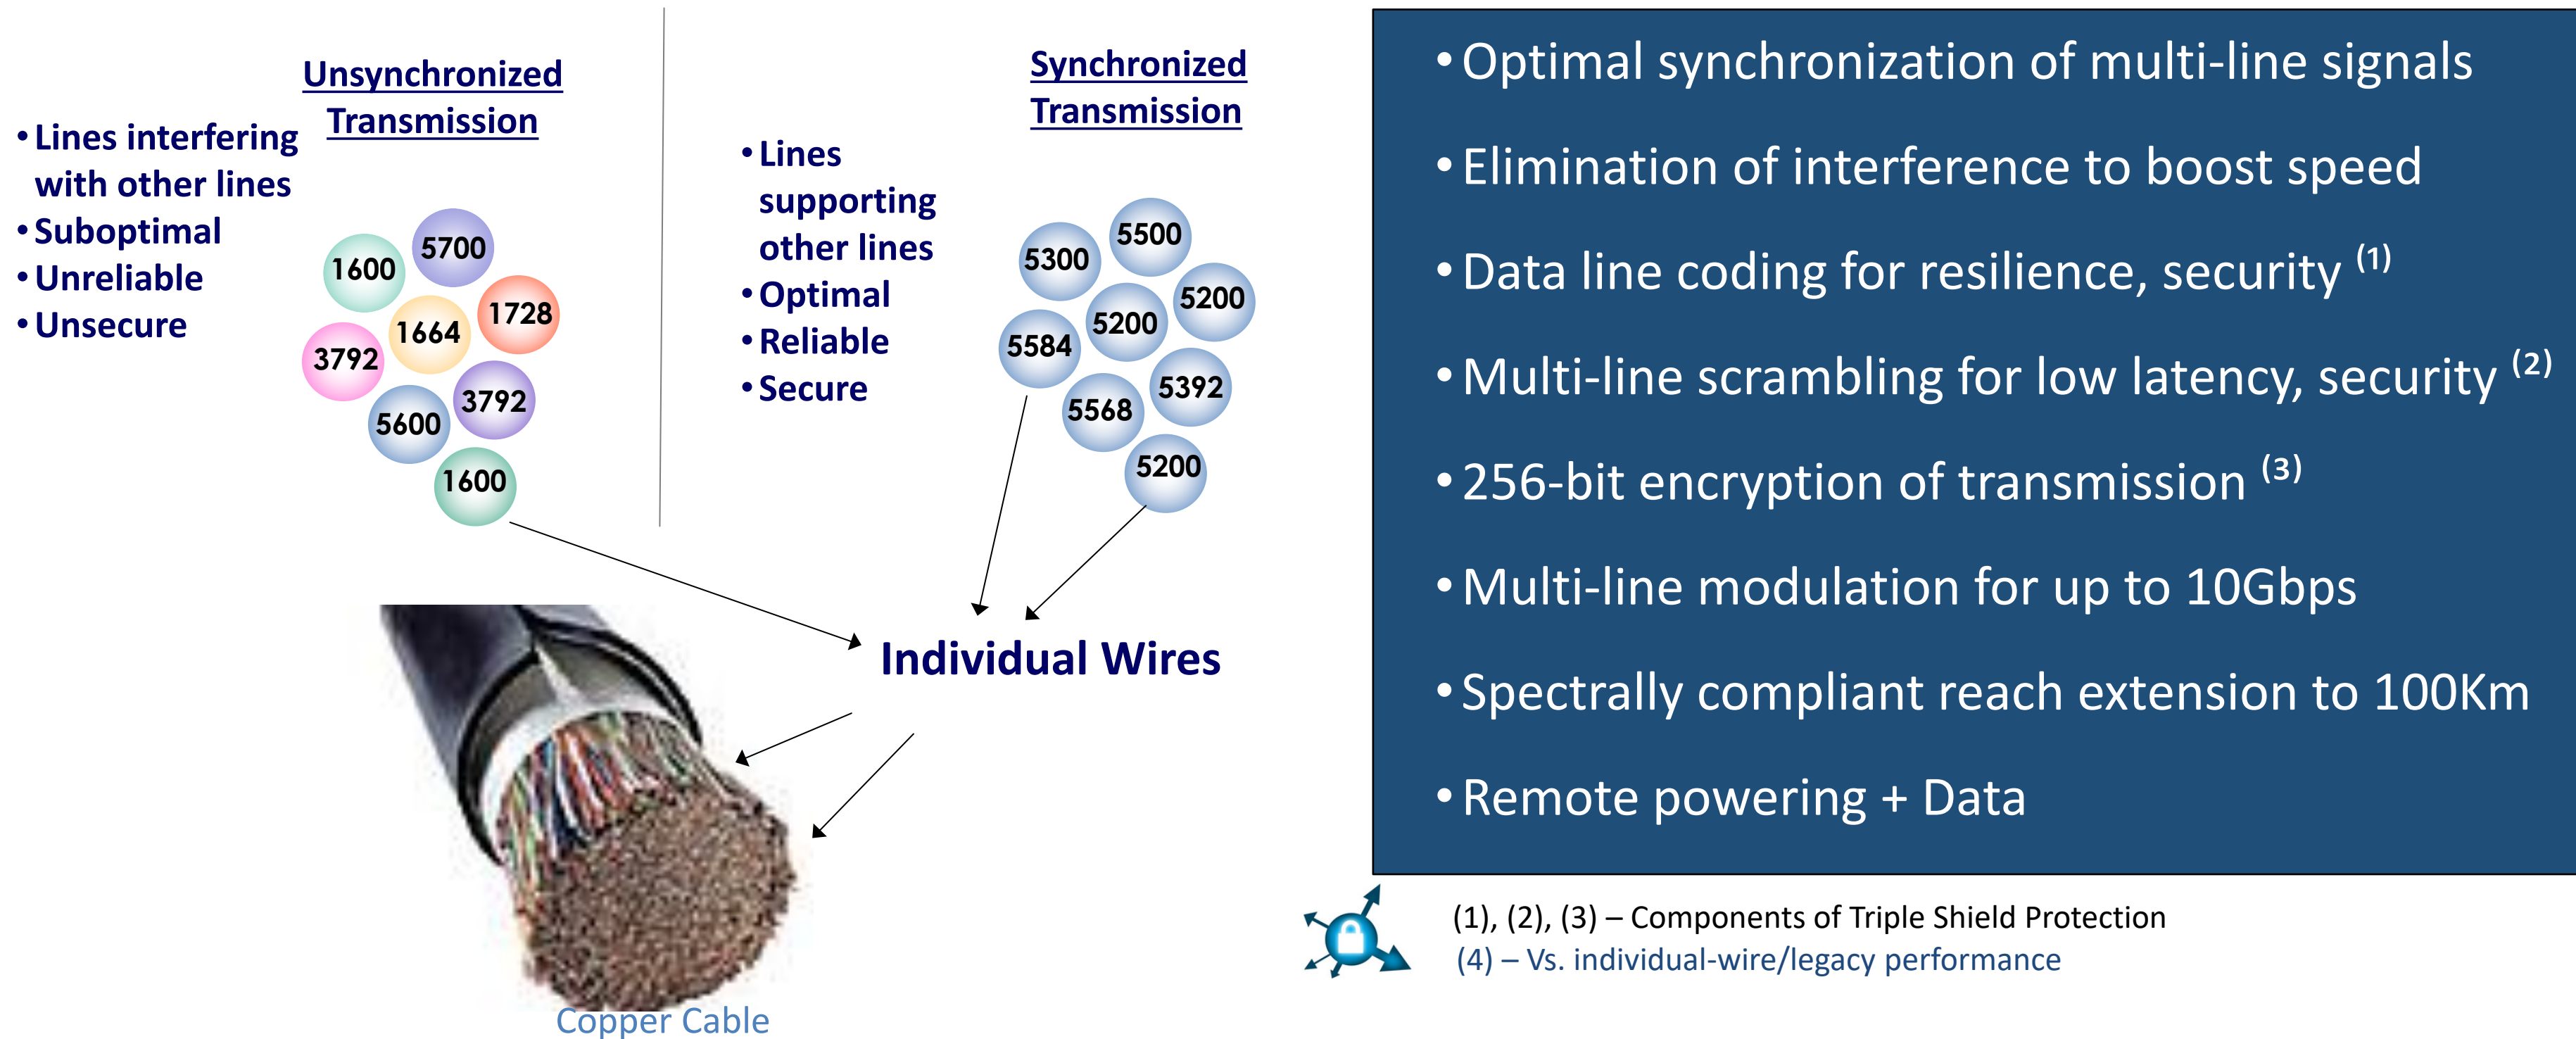 Unsynchronized
Transmission
• Lines interfering
with other lines
• Suboptimal
• Unreliable
• Unsecure
1600
5700
1728
1664
3792
3792
5600
1600
Synchronized
Transmission
• Lines
supporting
other lines
• Optimal
• Reliable
• Secure
5500
5300
5200
5200
5584
5392
5568
5200
Individual Wires
Copper Cable
• Optimal synchronization of multi-line signals
• Elimination of interference to boost speed
• Data line coding for resilience, security (1)
• Multi-line scrambling for low latency, security (2)
• 256-bit encryption of transmission (3)
• Multi-line modulation for up to 10Gbps
• Spectrally compliant reach extension to 100Km
• Remote powering + Data
(1), (2), (3) – Components of Triple Shield Protection
(4) – Vs. individual-wire/legacy performance